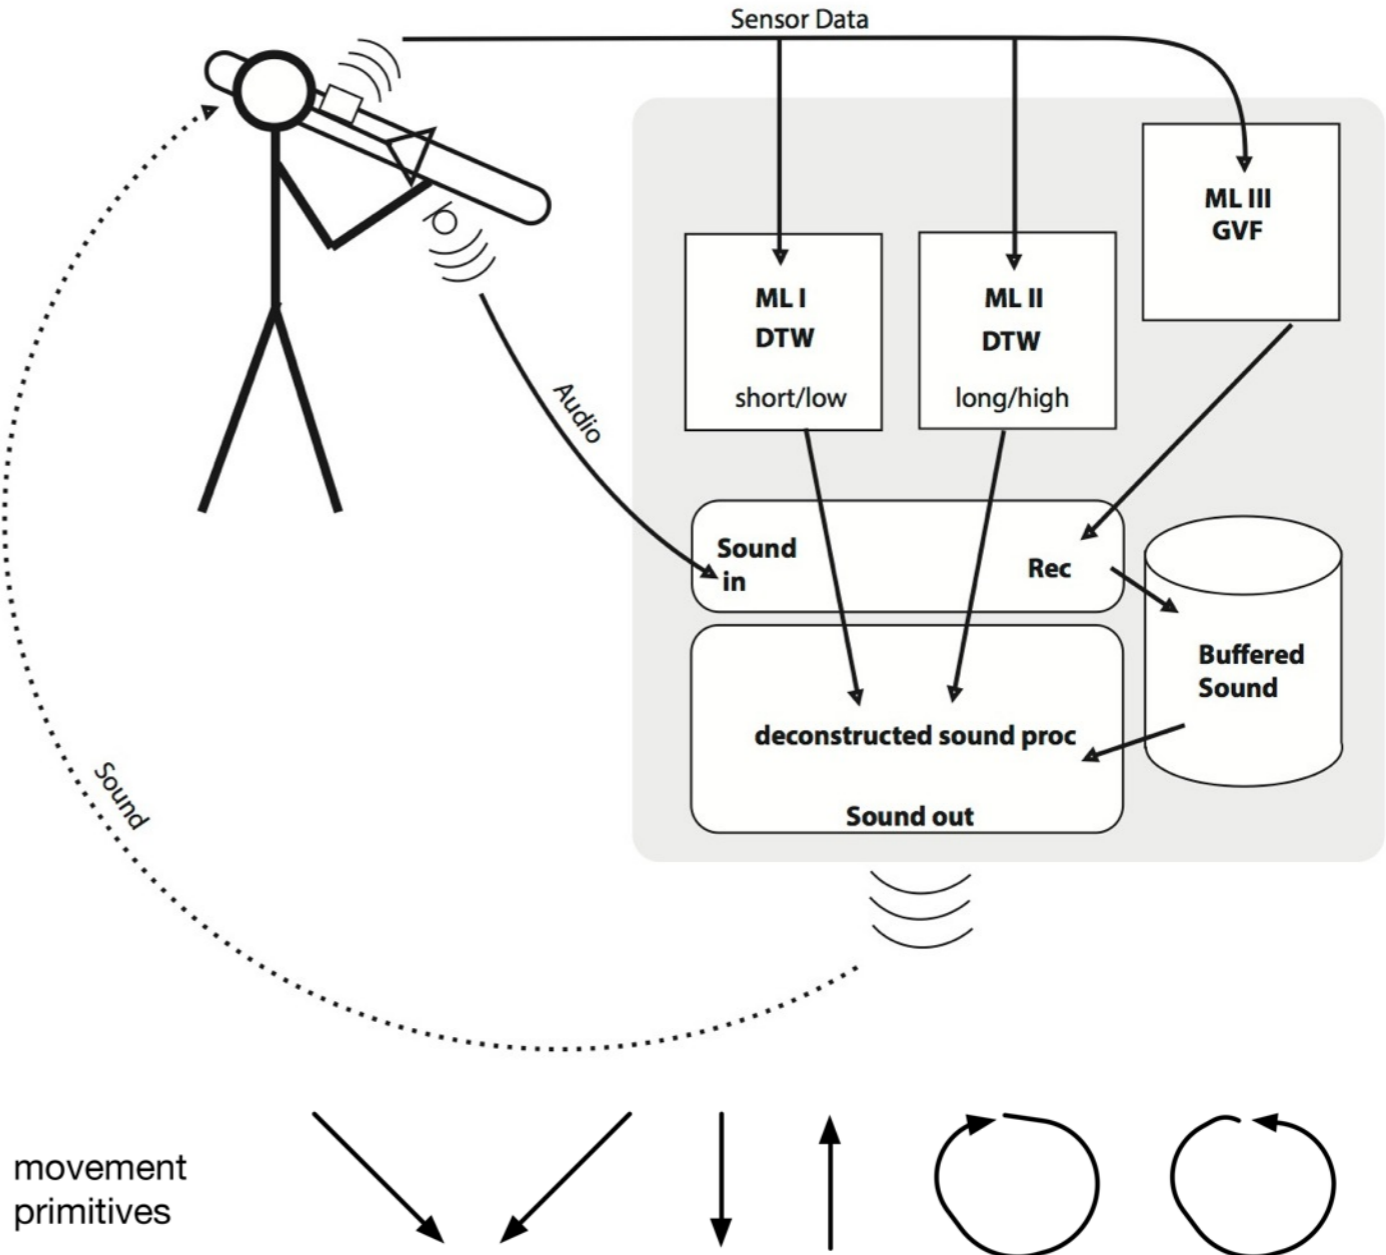 Sensor Data
ML III
GVF
ML I
DTW
short/low
ML II
DTW
long/high
Audio
Sound
in
Rec
Buffered
Sound
deconstructed sound proc
Sound out
Sound
movement
primitives